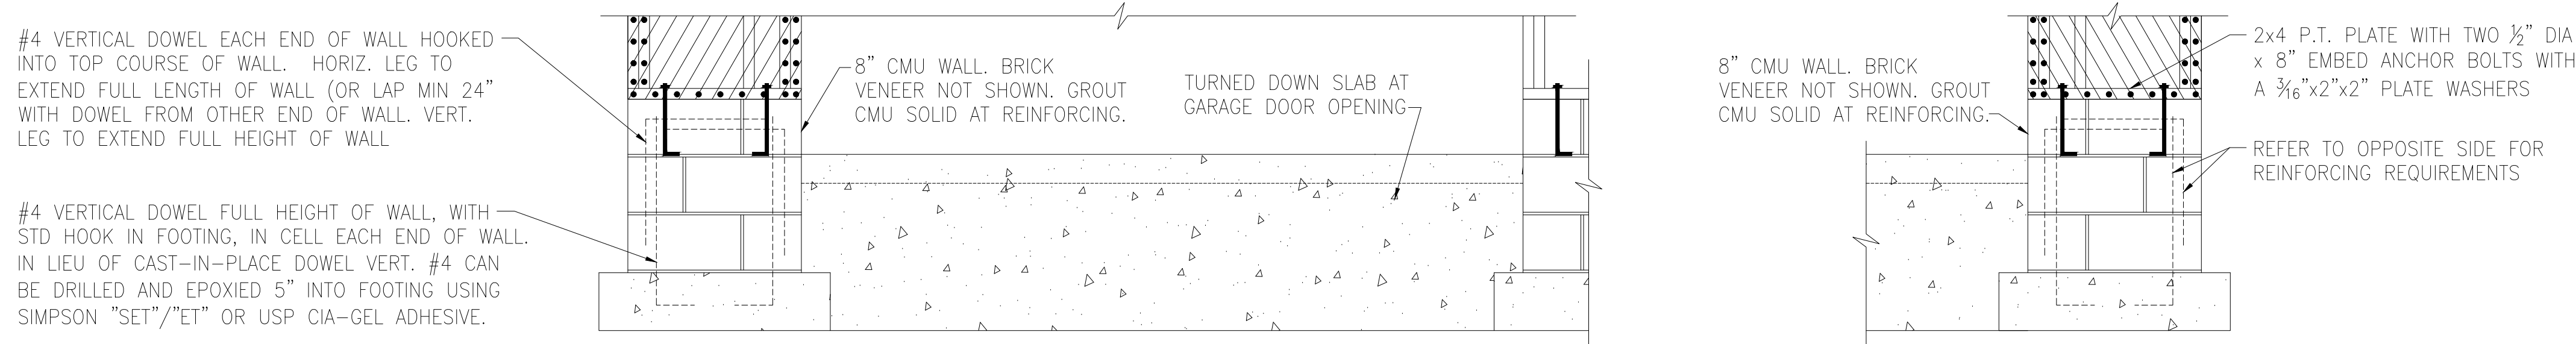 #4 VERTICAL DOWEL EACH END OF WALL HOOKED
INTO TOP COURSE OF WALL. HORIZ. LEG TO
EXTEND FULL LENGTH OF WALL (OR LAP MIN 24"
WITH DOWEL FROM OTHER END OF WALL. VERT.
LEG TO EXTEND FULL HEIGHT OF WALL
#4 VERTICAL DOWEL FULL HEIGHT OF WALL, WITH
STD HOOK IN FOOTING, IN CELL EACH END OF WALL.
IN LIEU OF CAST-IN-PLACE DOWEL VERT. #4 CAN
BE DRILLED AND EPOXIED 5" INTO FOOTING USING
SIMPSON "SET"/"ET" OR USP CIA-GEL ADHESIVE.
8" CMU WALL. BRICK
VENEER NOT SHOWN. GROUT
CMU SOLID AT REINFORCING.
TURNED DOWN SLAB AT
GARAGE DOOR OPENING
8" CMU WALL. BRICK
VENEER NOT SHOWN. GROUT
CMU SOLID AT REINFORCING.
2x4 P.T. PLATE WITH TWO ½" DIA
x 8" EMBED ANCHOR BOLTS WITH
A 3⁄16"x2"x2" PLATE WASHERS
REFER TO OPPOSITE SIDE FOR
REINFORCING REQUIREMENTS